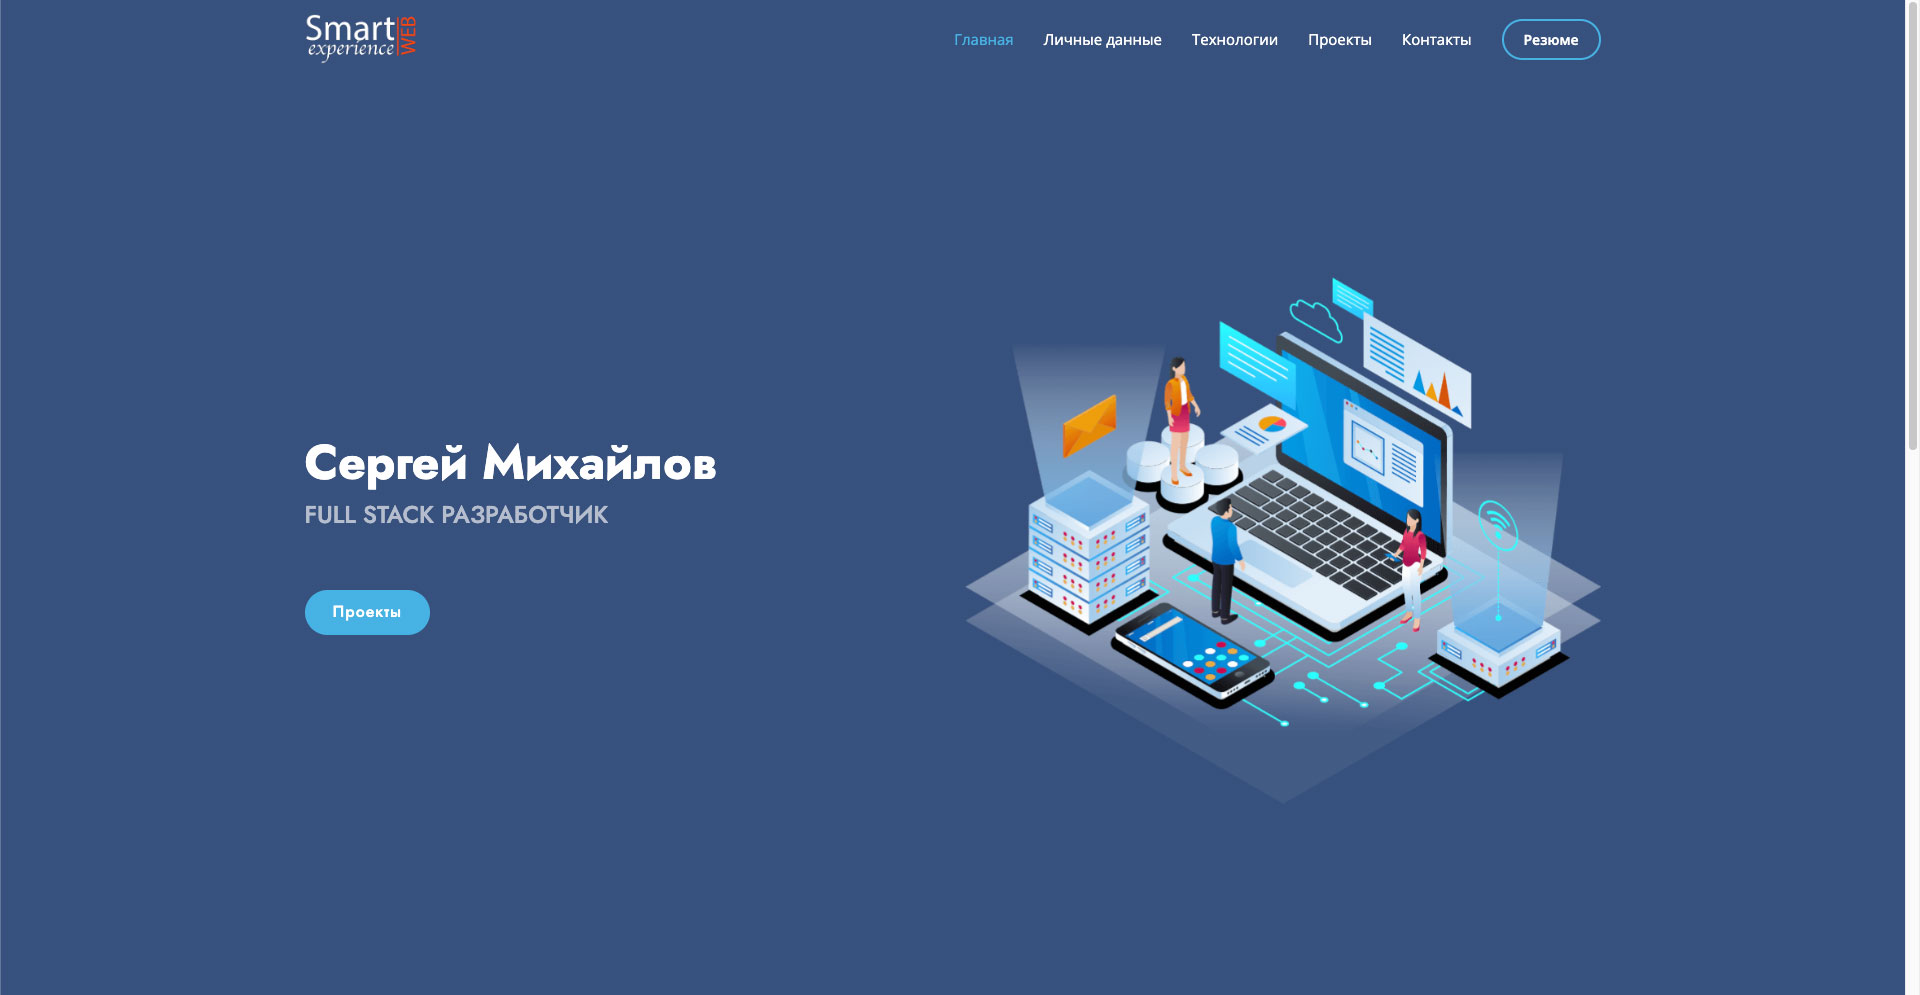 Smart
experience
WEB
Главная
Личные данные
Технологии
Проекты
Контакты
Резюме
Сергей Михайлов
FULL STACK РАЗРАБОТЧИК
Проекты